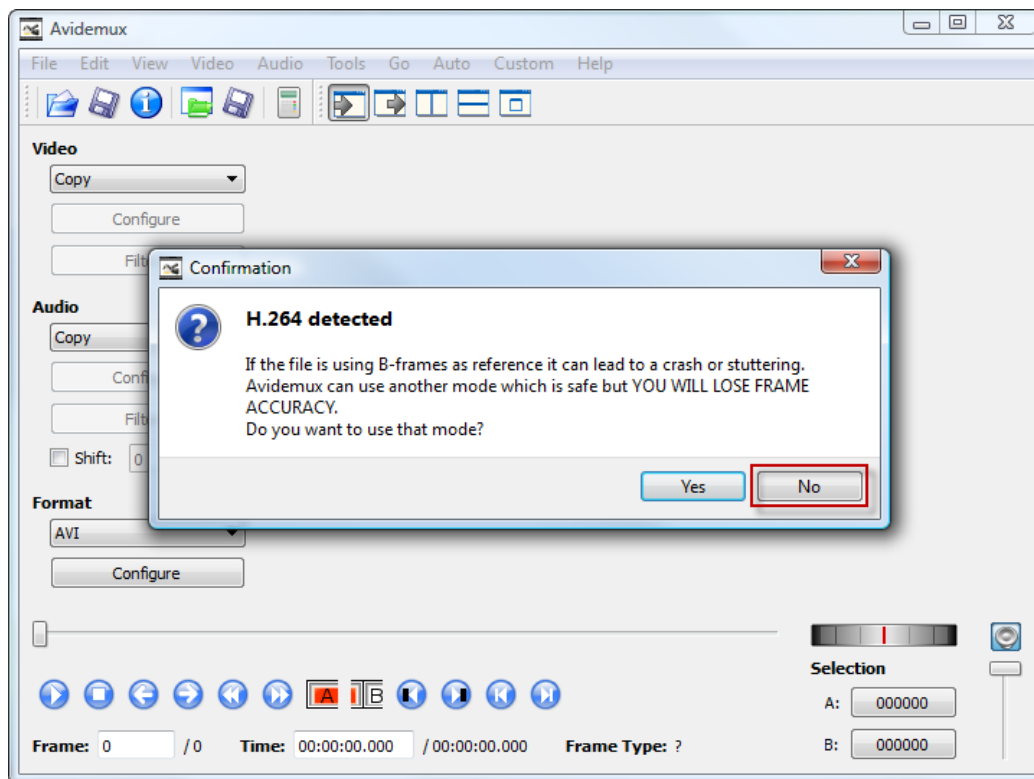 Avidemux
File Edit View Video Audio Tools Go Auto Custom Help
Video
Copy
Configure
Filt
Confirmation
H.264 detected
If the file is using B-frames as reference it can lead to a crash or stuttering.
Avidemux can use another mode which is safe but YOU WILL LOSE FRAME
ACCURACY.
Do you want to use that mode?
Yes No
Audio
Copy
Conf
Filt
Shift: 0
Format
AVI
Configure
Selection
A: 000000
B: 000000
A B
Frame: 0 / 0 Time: 00:00:00.000 / 00:00:00.000 Frame Type: ?